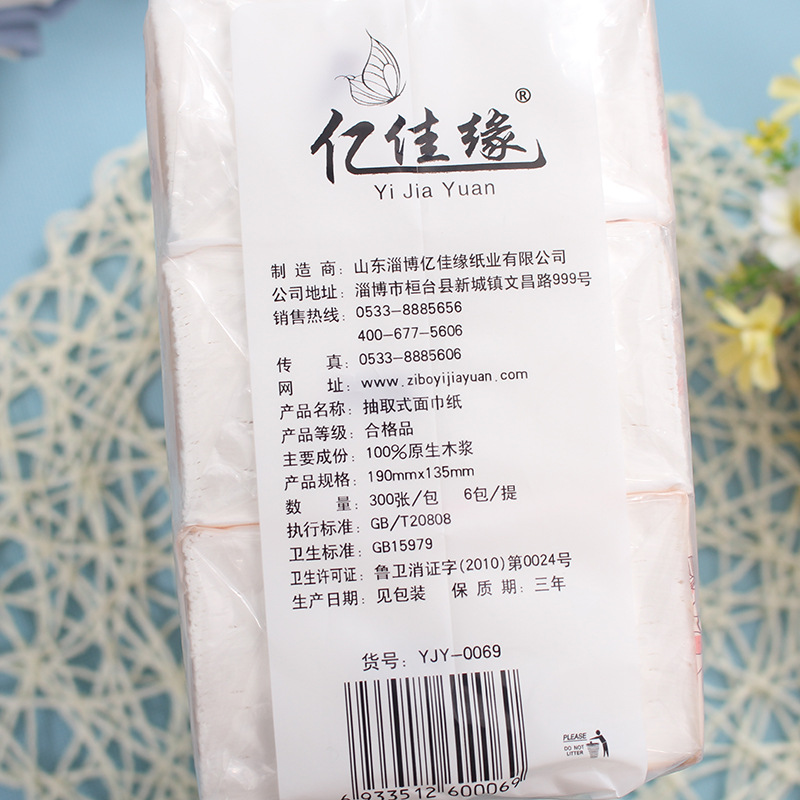 亿佳缘®
Yi Jia Yuan
制造商：山东淄博亿佳缘纸业有限公司
公司地址：淄博市桓台县新城镇文昌路999号
销售热线：0533-8885656
400-677-5606
传真：0533-8885606
网址：www.ziboyijiayuan.com
产品名称：抽取式面巾纸
产品等级：合格品
主要成份：100%原生木浆
产品规格：190mmx135mm
数量：300张/包 6包/提
执行标准：GB/T20808
卫生标准：GB15979
卫生许可证：鲁卫消证字(2010)第0024号
生产日期：见包装 保质期：三年
货号：YJY-0069
PLEASE
DO NOT
LITTER
6 933512 600069